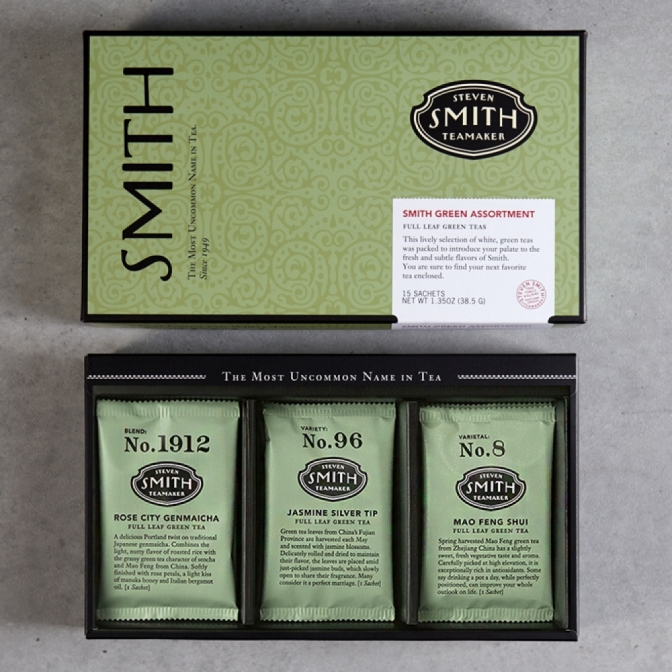 SMITH
The Most Uncommon Name in Tea.
Since 1949
STEVEN
SMITH
TEAMAKER
SMITH GREEN ASSORTMENT
FULL LEAF GREEN TEAS
This lively selection of white, green teas
was packed to introduce your palate to the
fresh and subtle flavors of Smith.
You are sure to find your next favorite
tea enclosed.
15 SACHETS
NET WT 1.35OZ (38.5 G)
STEVEN SMITH
TEAMAKER
SMITH GREEN ASSORTMENT
The Most Uncommon Name in Tea
BLEND:
No.1912
STEVEN
SMITH
TEAMAKER
ROSE CITY GENMAICHA
FULL LEAF GREEN TEA
A delicious Portland twist on traditional
Japanese genmaicha. Combines the
light, nutty flavor of roasted rice with
the grassy green tea character of sencha
and Mao Feng from China. Softly
finished with rose petals, a light kiss
of manuka honey and Italian bergamot
oil. [1 Sachet]
VARIETY:
No.96
STEVEN
SMITH
TEAMAKER
JASMINE SILVER TIP
FULL LEAF GREEN TEA
Green tea leaves from China's Fujian
Province are harvested each May
and scented with jasmine blossoms.
Delicately rolled and dried to maintain
their flavor, the leaves are placed amid
just-picked jasmine buds, which slowly
open to share their fragrance. Many
consider it a perfect marriage. [1 Sachet]
VARIETAL:
No.8
STEVEN
SMITH
TEAMAKER
MAO FENG SHUI
FULL LEAF GREEN TEA
Spring harvested Mao Feng green tea
from Zhejiang China has a slightly
sweet, fresh vegetative taste and aroma.
Carefully picked at high elevation, it is
exceptionally rich in antioxidants. Some
say drinking a pot a day, while perfectly
positioned, can improve your whole
outlook on life. [1 Sachet]